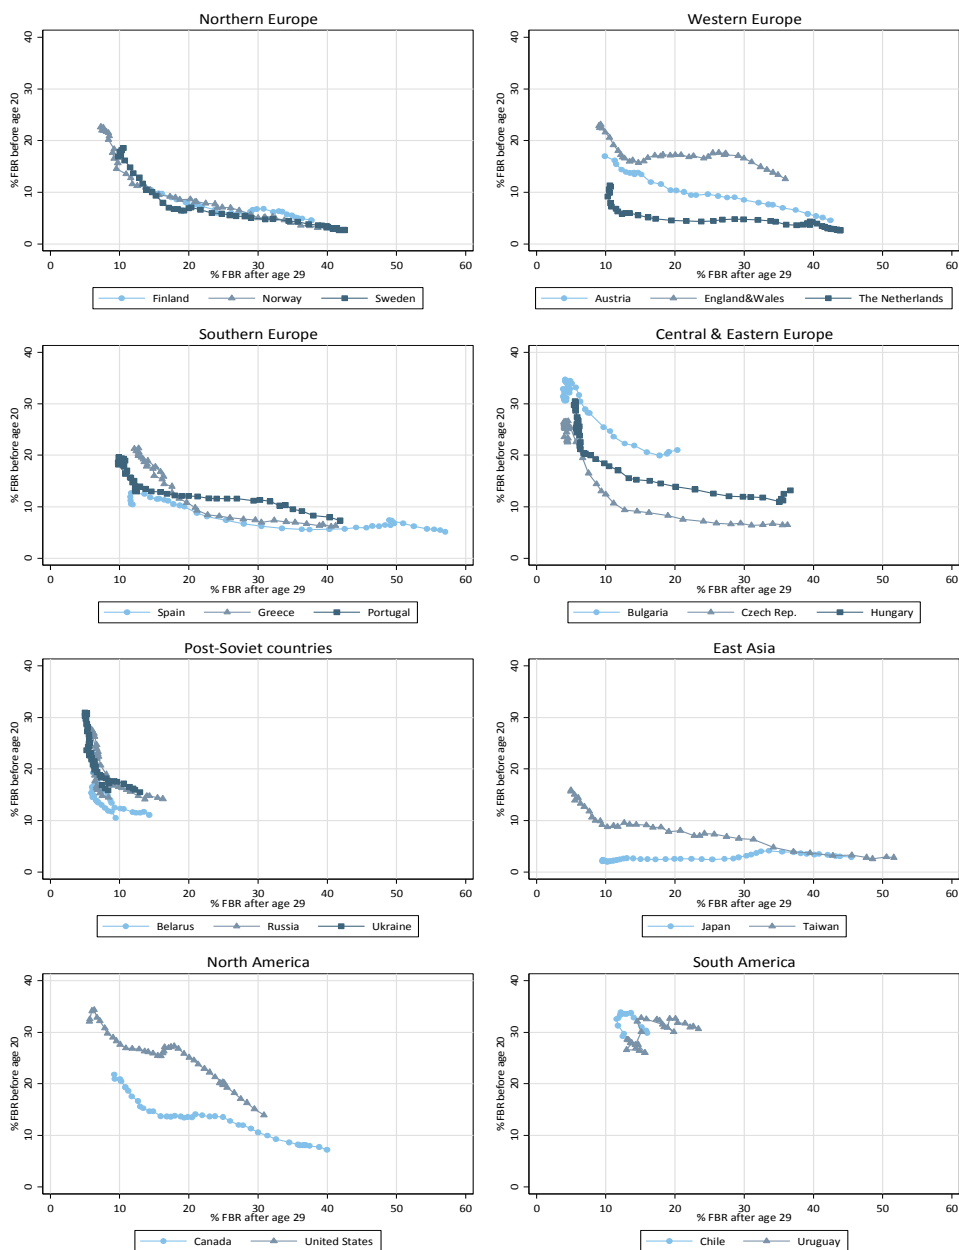 Northern Europe
% FBR before age 20
0 10 20 30 40
0 10 20 30 40 50 60
% FBR after age 29
Finland Norway Sweden
Western Europe
% FBR before age 20
0 10 20 30 40
0 10 20 30 40 50 60
% FBR after age 29
Austria England&Wales The Netherlands
Southern Europe
% FBR before age 20
0 10 20 30 40
0 10 20 30 40 50 60
% FBR after age 29
Spain Greece Portugal
Central & Eastern Europe
% FBR before age 20
0 10 20 30 40
0 10 20 30 40 50 60
% FBR after age 29
Bulgaria Czech Rep. Hungary
Post-Soviet countries
% FBR before age 20
0 10 20 30 40
0 10 20 30 40 50 60
% FBR after age 29
Belarus Russia Ukraine
East Asia
% FBR before age 20
0 10 20 30 40
0 10 20 30 40 50 60
% FBR after age 29
Japan Taiwan
North America
% FBR before age 20
0 10 20 30 40
0 10 20 30 40 50 60
% FBR after age 29
Canada United States
South America
% FBR before age 20
0 10 20 30 40
0 10 20 30 40 50 60
% FBR after age 29
Chile Uruguay